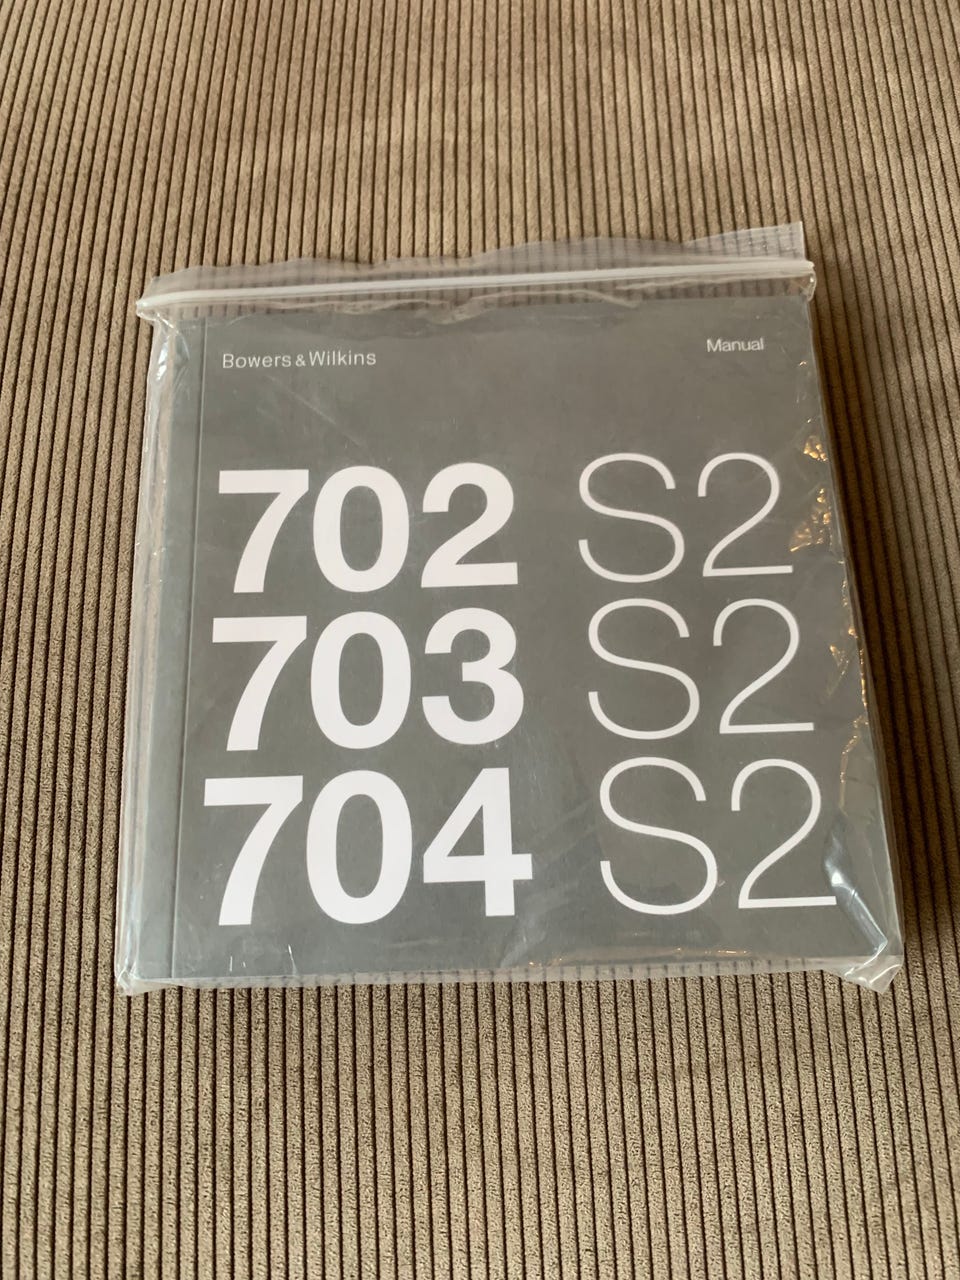 Bowers & Wilkins Manual
702 S2
703 S2
704 S2